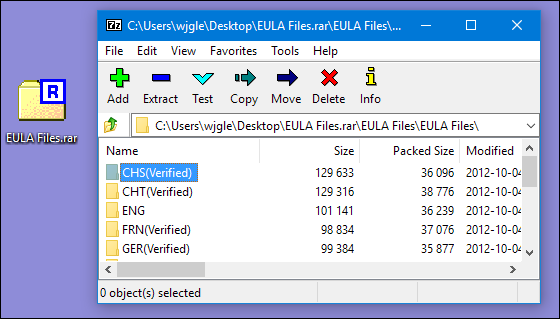 7z
C:\Users\wjgle\Desktop\EULA Files.rar\EULA Files\...
File Edit View Favorites Tools Help
Add Extract Test Copy Move Delete Info
C:\Users\wjgle\Desktop\EULA Files.rar\EULA Files\EULA Files\
Name Size Packed Size Modified
CHS(Verified) 129 633 36 096 2012-10-04
CHT(Verified) 129 316 38 776 2012-10-04
ENG 101 141 36 239 2012-10-04
FRN(Verified) 98 834 37 076 2012-10-04
GER(Verified) 99 384 35 877 2012-10-04
0 object(s) selected
R
EULA Files.rar